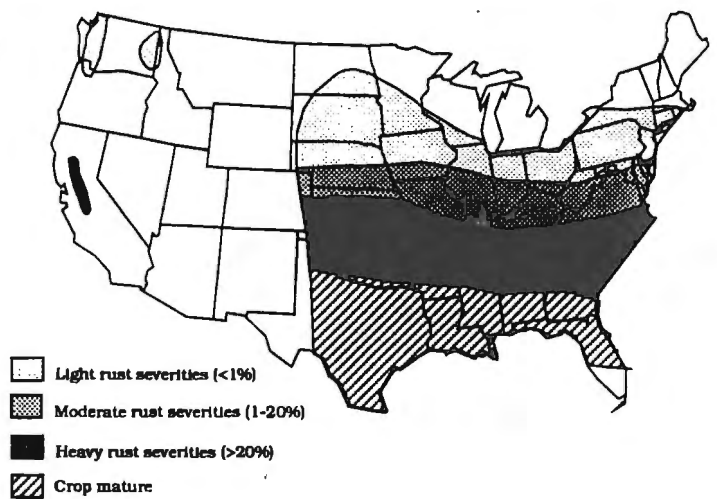 Light rust severities (<1%)
Moderate rust severities (1-20%)
Heavy rust severities (>20%)
Crop mature